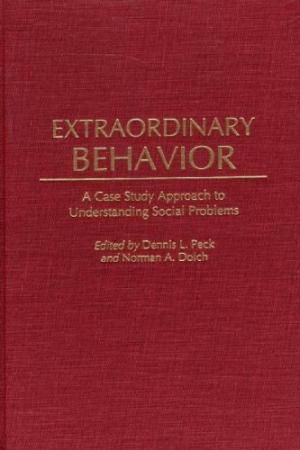 EXTRAORDINARY
BEHAVIOR
A Case Study Approach to
Understanding Social Problems
Edited by Dennis L. Peck
and Norman A. Dolch